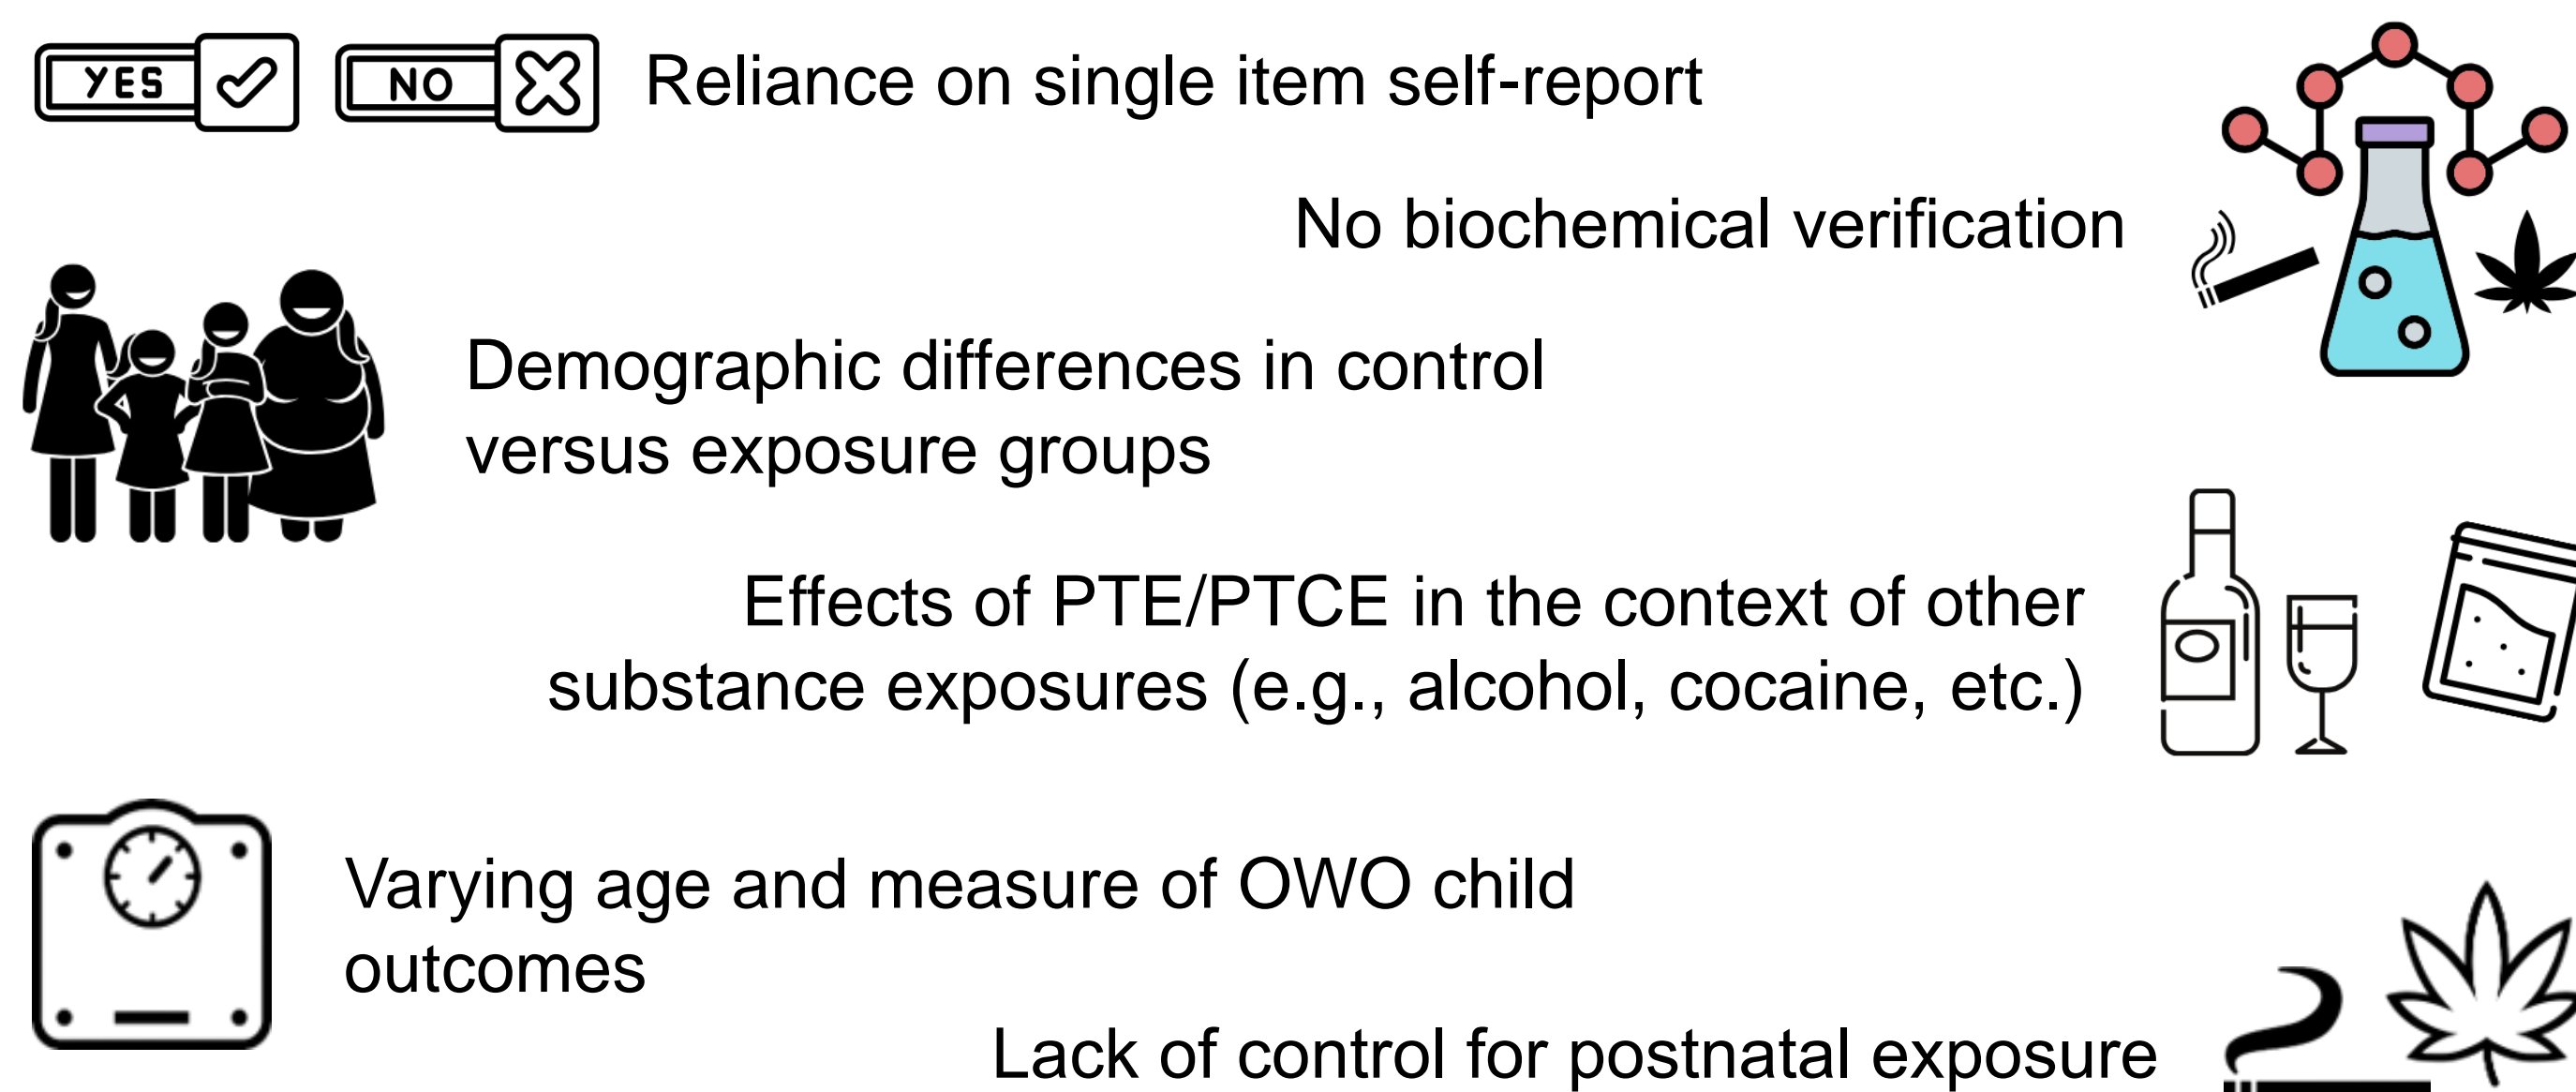 YES NO Reliance on single item self-report
No biochemical verification
Demographic differences in control
versus exposure groups
Effects of PTE/PTCE in the context of other
substance exposures (e.g., alcohol, cocaine, etc.)
Varying age and measure of OWO child
outcomes
Lack of control for postnatal exposure